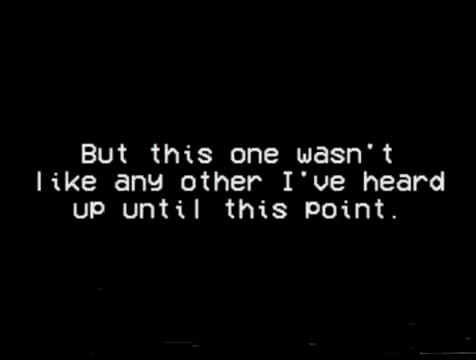 But this one wasn't
like any other I've heard
up until this point.